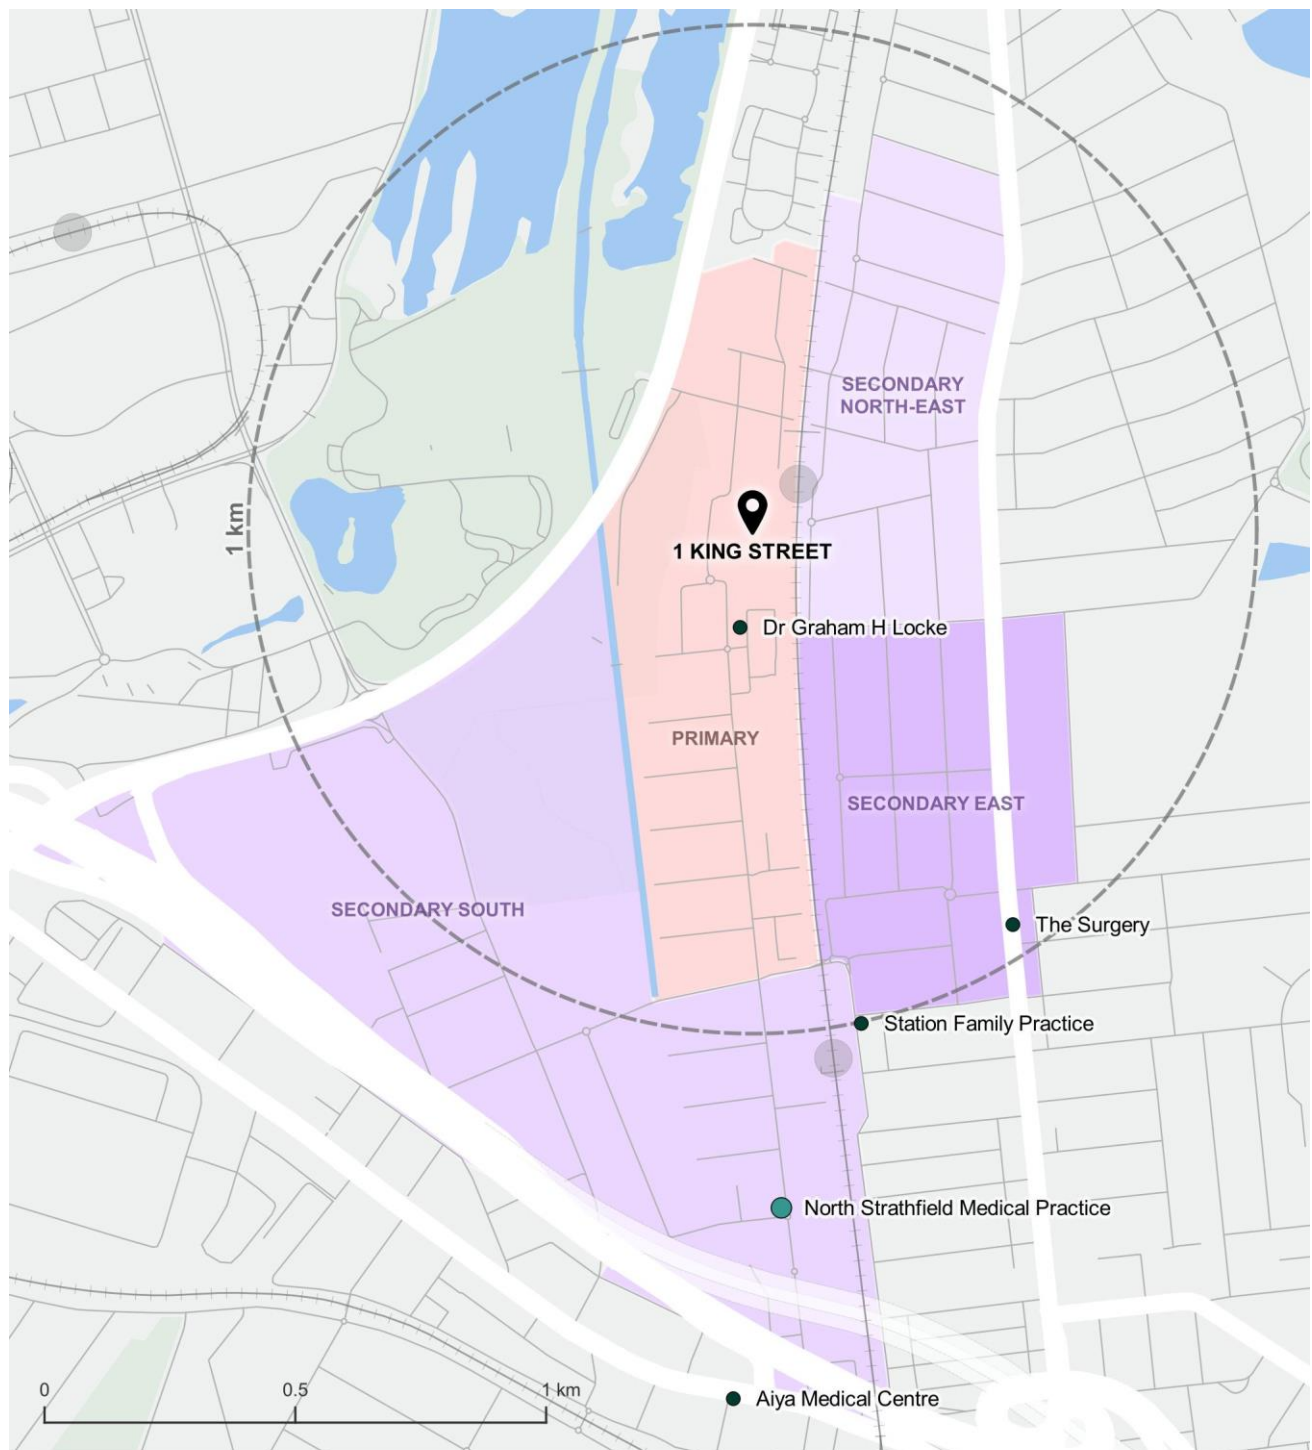 SECONDARY
NORTH-EAST
1 km
1 KING STREET
Dr Graham H Locke
PRIMARY
SECONDARY EAST
SECONDARY SOUTH
The Surgery
Station Family Practice
North Strathfield Medical Practice
0
0.5
1 km
Aiya Medical Centre